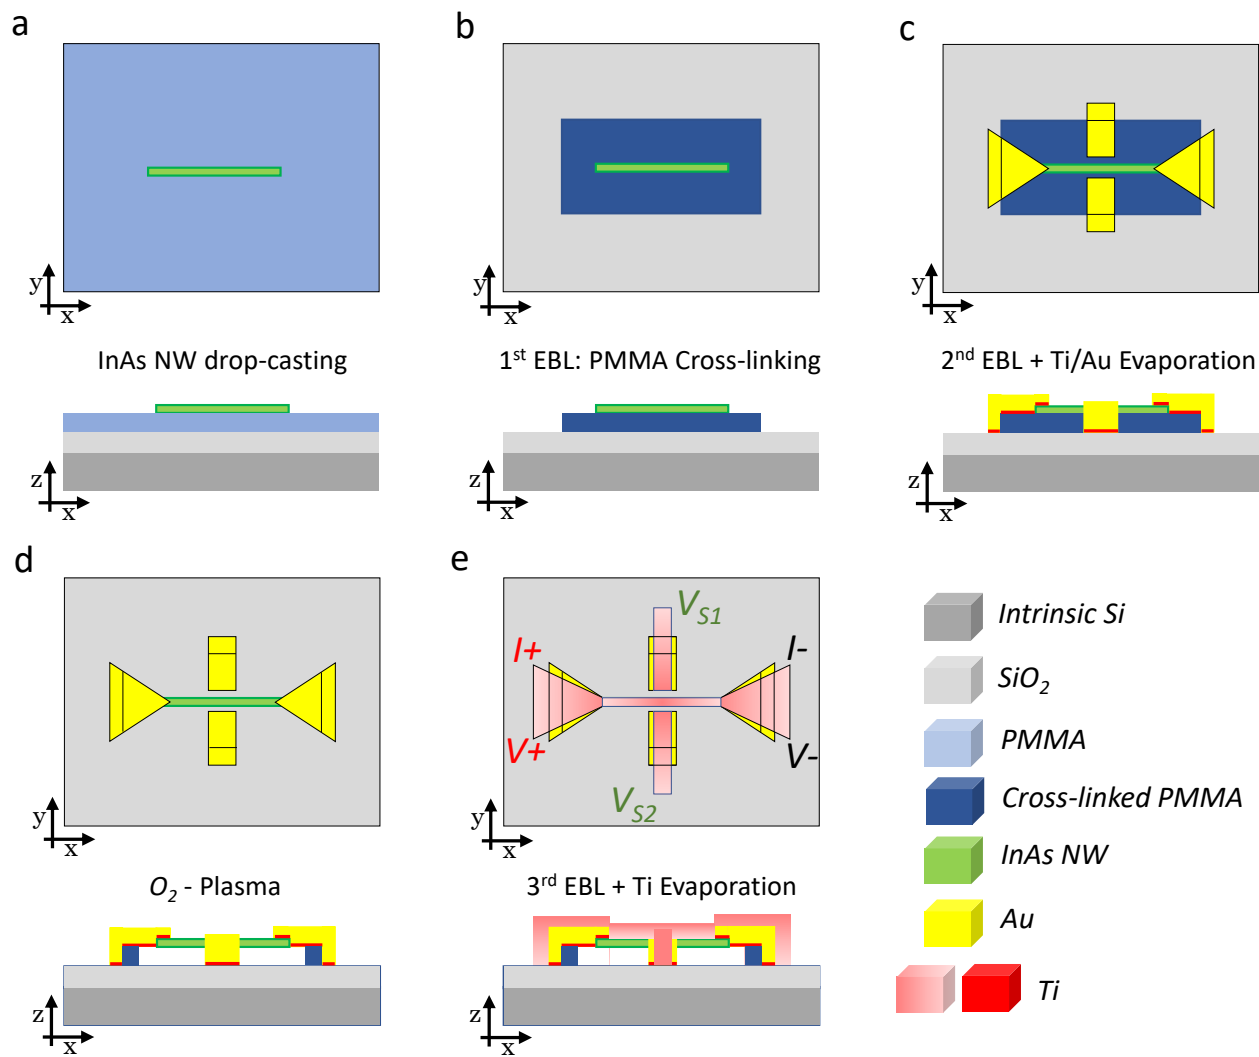 a
y
x
InAs NW drop-casting
z
x
b
y
x
1st EBL: PMMA Cross-linking
z
x
c
y
x
2nd EBL + Ti/Au Evaporation
z
x
d
y
x
O2 - Plasma
z
x
e
VS1
I+
I-
V+
V-
VS2
y
x
3rd EBL + Ti Evaporation
z
x
Intrinsic Si
SiO2
PMMA
Cross-linked PMMA
InAs NW
Au
Ti